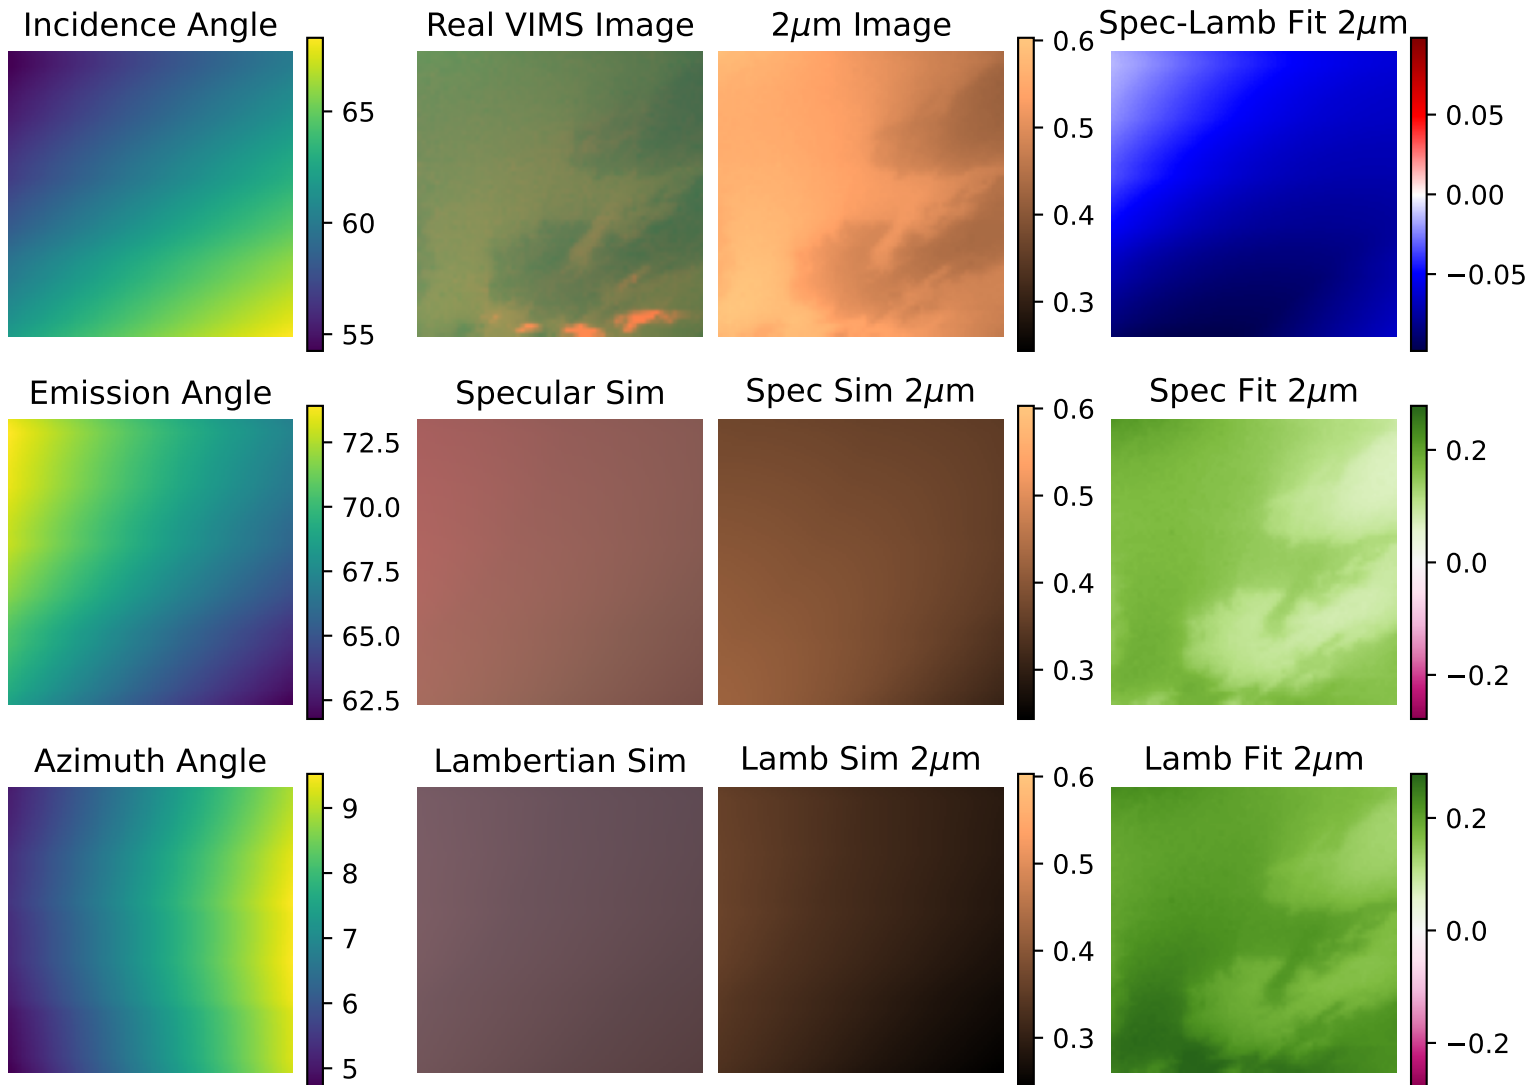 Incidence Angle
65
60
55
Real VIMS Image
2μm Image
0.6
0.5
0.4
0.3
Spec-Lamb Fit 2μm
0.05
0.00
−0.05
Emission Angle
72.5
70.0
67.5
65.0
62.5
Specular Sim
Spec Sim 2μm
0.6
0.5
0.4
0.3
Spec Fit 2μm
0.2
0.0
−0.2
Azimuth Angle
9
8
7
6
5
Lambertian Sim
Lamb Sim 2μm
0.6
0.5
0.4
0.3
Lamb Fit 2μm
0.2
0.0
−0.2